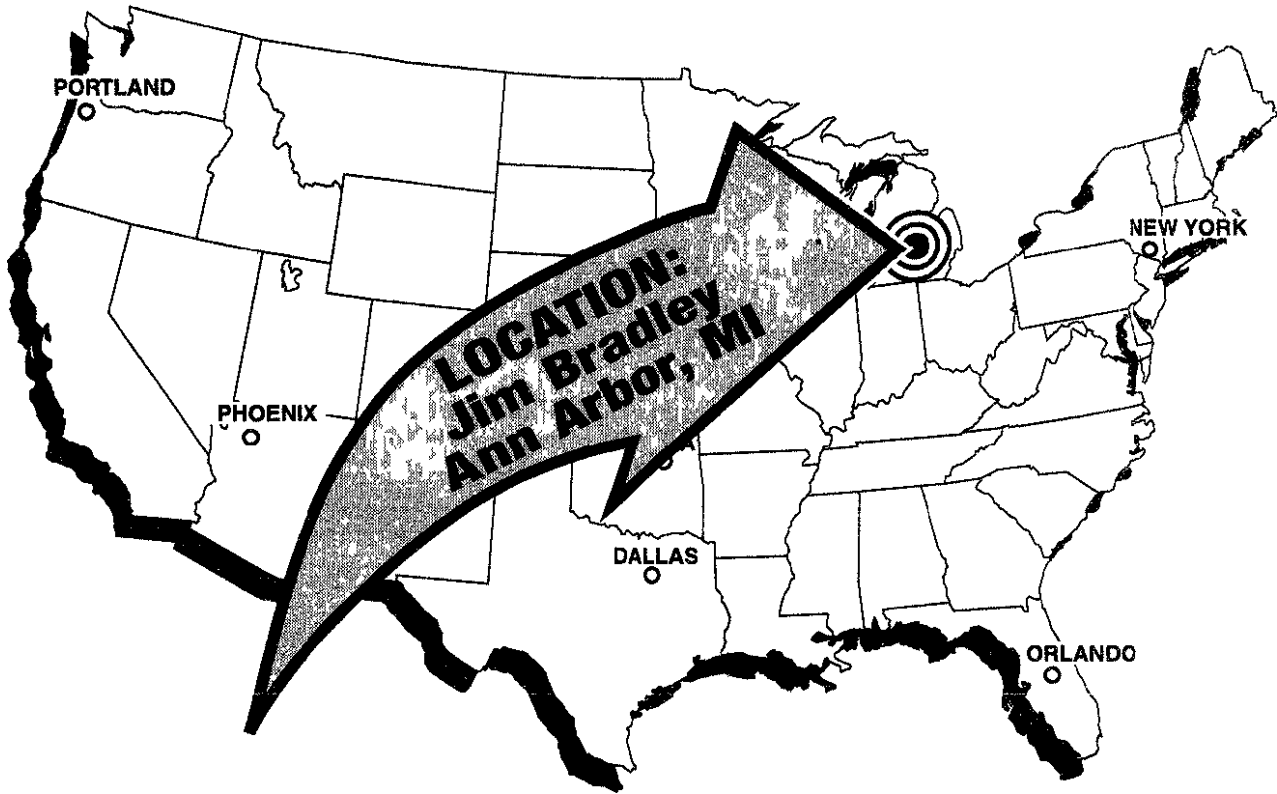 PORTLAND
NEW YORK
LOCATION:
Jim Bradley
Ann Arbor, MI
PHOENIX
DALLAS
ORLANDO